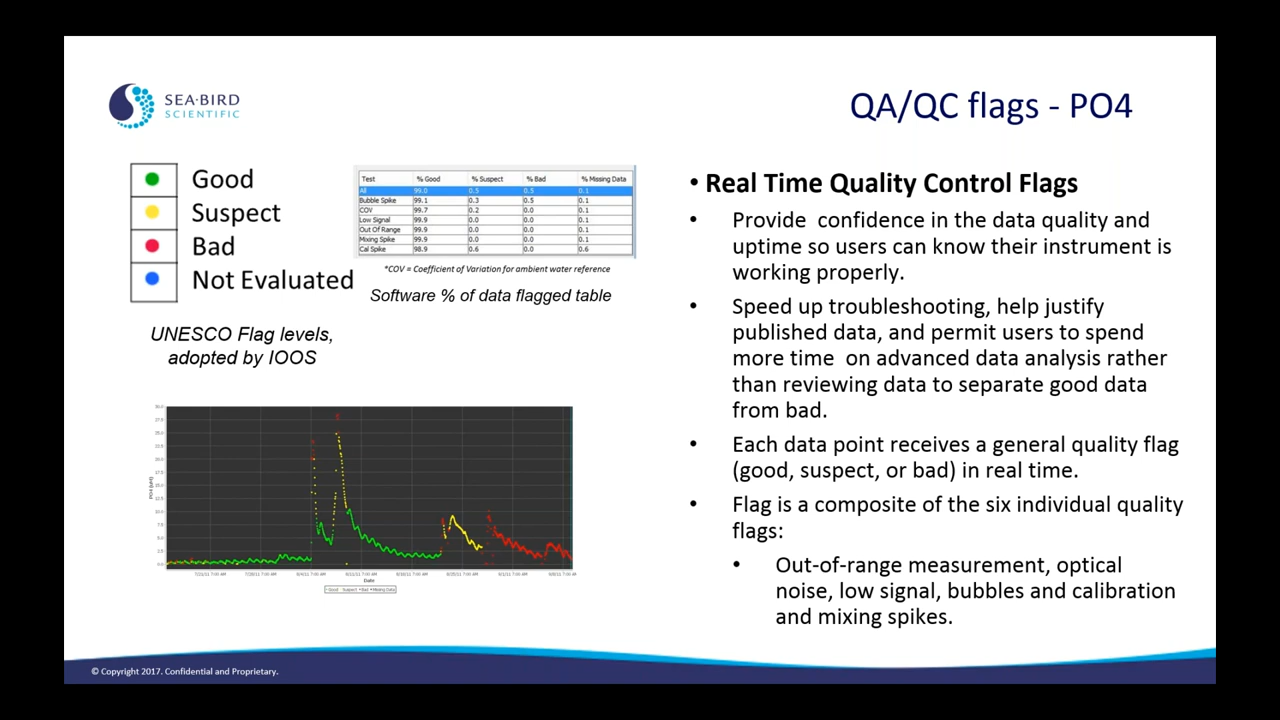 SEA·BIRD
SCIENTIFIC
QA/QC flags - PO4
Good
Suspect
Bad
Not Evaluated
UNESCO Flag levels,
adopted by IOOS
Test % Good % Suspect % Bad % Missing Data
All 99.0 0.5 0.5 0.1
Bubble Spike 99.1 0.3 0.5 0.1
COV 99.7 0.2 0.0 0.1
Low Signal 99.9 0.0 0.0 0.1
Out Of Range 99.9 0.0 0.0 0.1
Mixing Spike 99.9 0.0 0.0 0.1
Cal Spike 98.9 0.6 0.0 0.6
*COV = Coefficient of Variation for ambient water reference
Software % of data flagged table
Date
• Real Time Quality Control Flags
• Provide confidence in the data quality and
uptime so users can know their instrument is
working properly.
• Speed up troubleshooting, help justify
published data, and permit users to spend
more time on advanced data analysis rather
than reviewing data to separate good data
from bad.
• Each data point receives a general quality flag
(good, suspect, or bad) in real time.
• Flag is a composite of the six individual quality
flags:
• Out-of-range measurement, optical
noise, low signal, bubbles and calibration
and mixing spikes.
© Copyright 2017. Confidential and Proprietary.